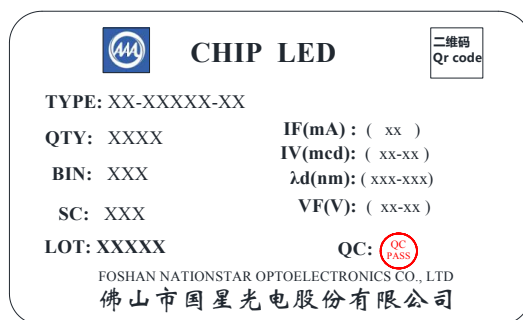 CHIP LED
二维码
Qr code
TYPE: XX-XXXXX-XX
QTY: XXXX
IF(mA) : ( xx )
IV(mcd): ( xx-xx )
BIN: XXX
λd(nm): ( xxx-xxx)
SC: XXX
VF(V): ( xx-xx )
LOT: XXXXX
QC: QC
PASS
FOSHAN NATIONSTAR OPTOELECTRONICS CO., LTD
佛山市国星光电股份有限公司